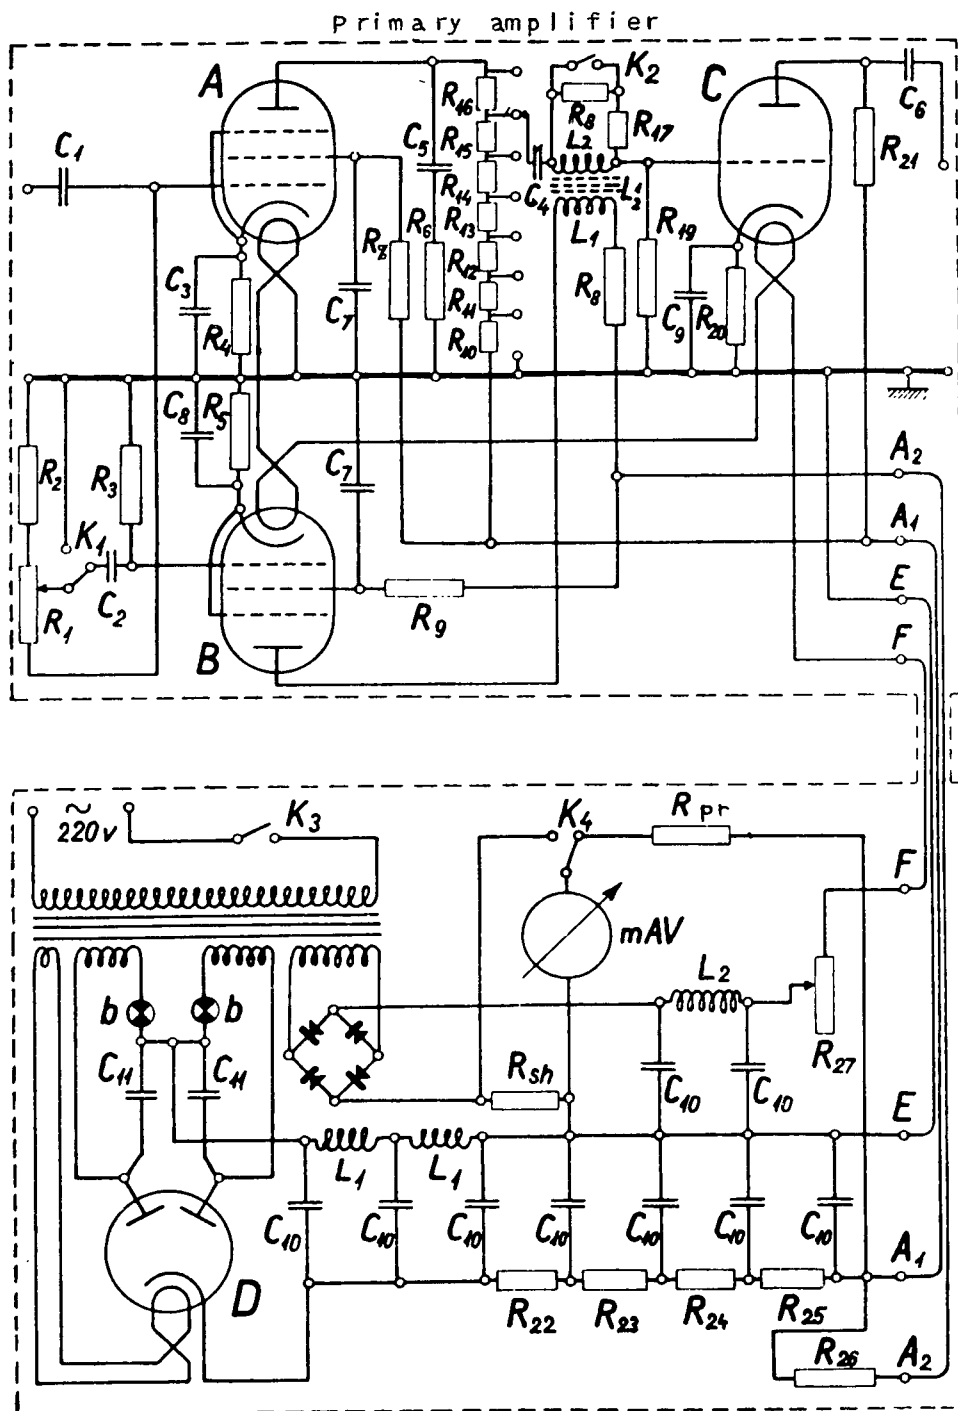 Primary amplifier
A
K2
C
R16
R8
C6
C1
C5
R15
L2
R17
R21
R14
C4
L1
2
R7
R6
R13
L1
R19
C3
R12
R8
C7
R11
C9
R20
R4
R10
C8
R5
C7
A2
R2
R3
K1
A1
C2
R9
E
R1
B
F
~
220v
K3
K4
Rpr
F
mAV
L2
b
b
C11
C11
Rsh
R27
C10
C10
E
L1
L1
C10
C10
C10
C10
C10
C10
C10
A1
D
R22
R23
R24
R25
R26
A2